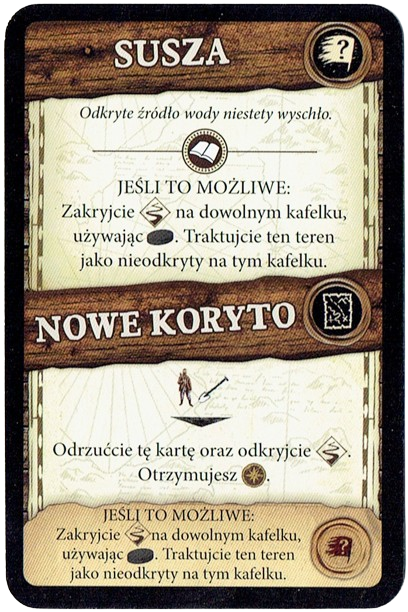 SUSZA
?
Odkryte źródło wody niestety wyschło.
JEŚLI TO MOŻLIWE:
Zakryjcie na dowolnym kafelku,
używając . Traktujcie ten teren
jako nieodkryty na tym kafelku.
NOWE KORYTO
Odrzućcie tę kartę oraz odkryjcie .
Otrzymujesz .
JEŚLI TO MOŻLIWE:
Zakryjcie na dowolnym kafelku,
używając . Traktujcie ten teren
jako nieodkryty na tym kafelku.
?